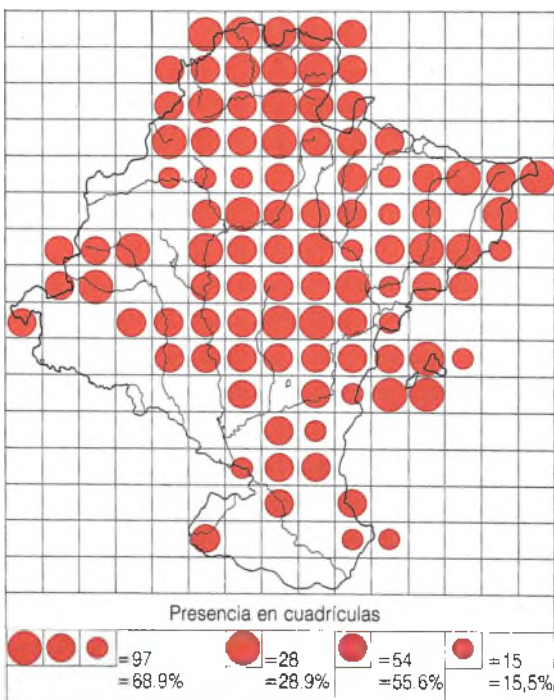 Presencia en cuadrículas
=97 =28 =54 =15
=68.9% =28.9% =55.6% =15,5%